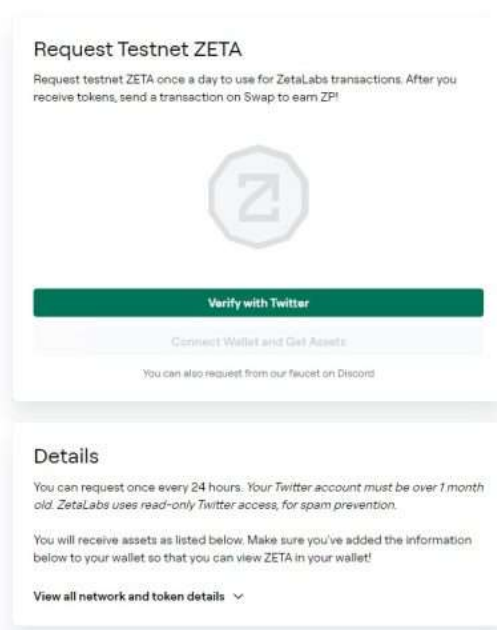 Request Testnet ZETA
Request testnet ZETA once a day to use for ZetaLabs transactions. After you
receive tokens, send a transaction on Swap to earn ZP!
Verify with Twitter
Connect Wallet and Get Assets
You can also request from our faucet on Discord
Details
You can request once every 24 hours. Your Twitter account must be over 1 month
old. ZetaLabs uses read-only Twitter access, for spam prevention.
You will receive assets as listed below. Make sure you've added the information
below to your wallet so that you can view ZETA in your wallet!
View all network and token details